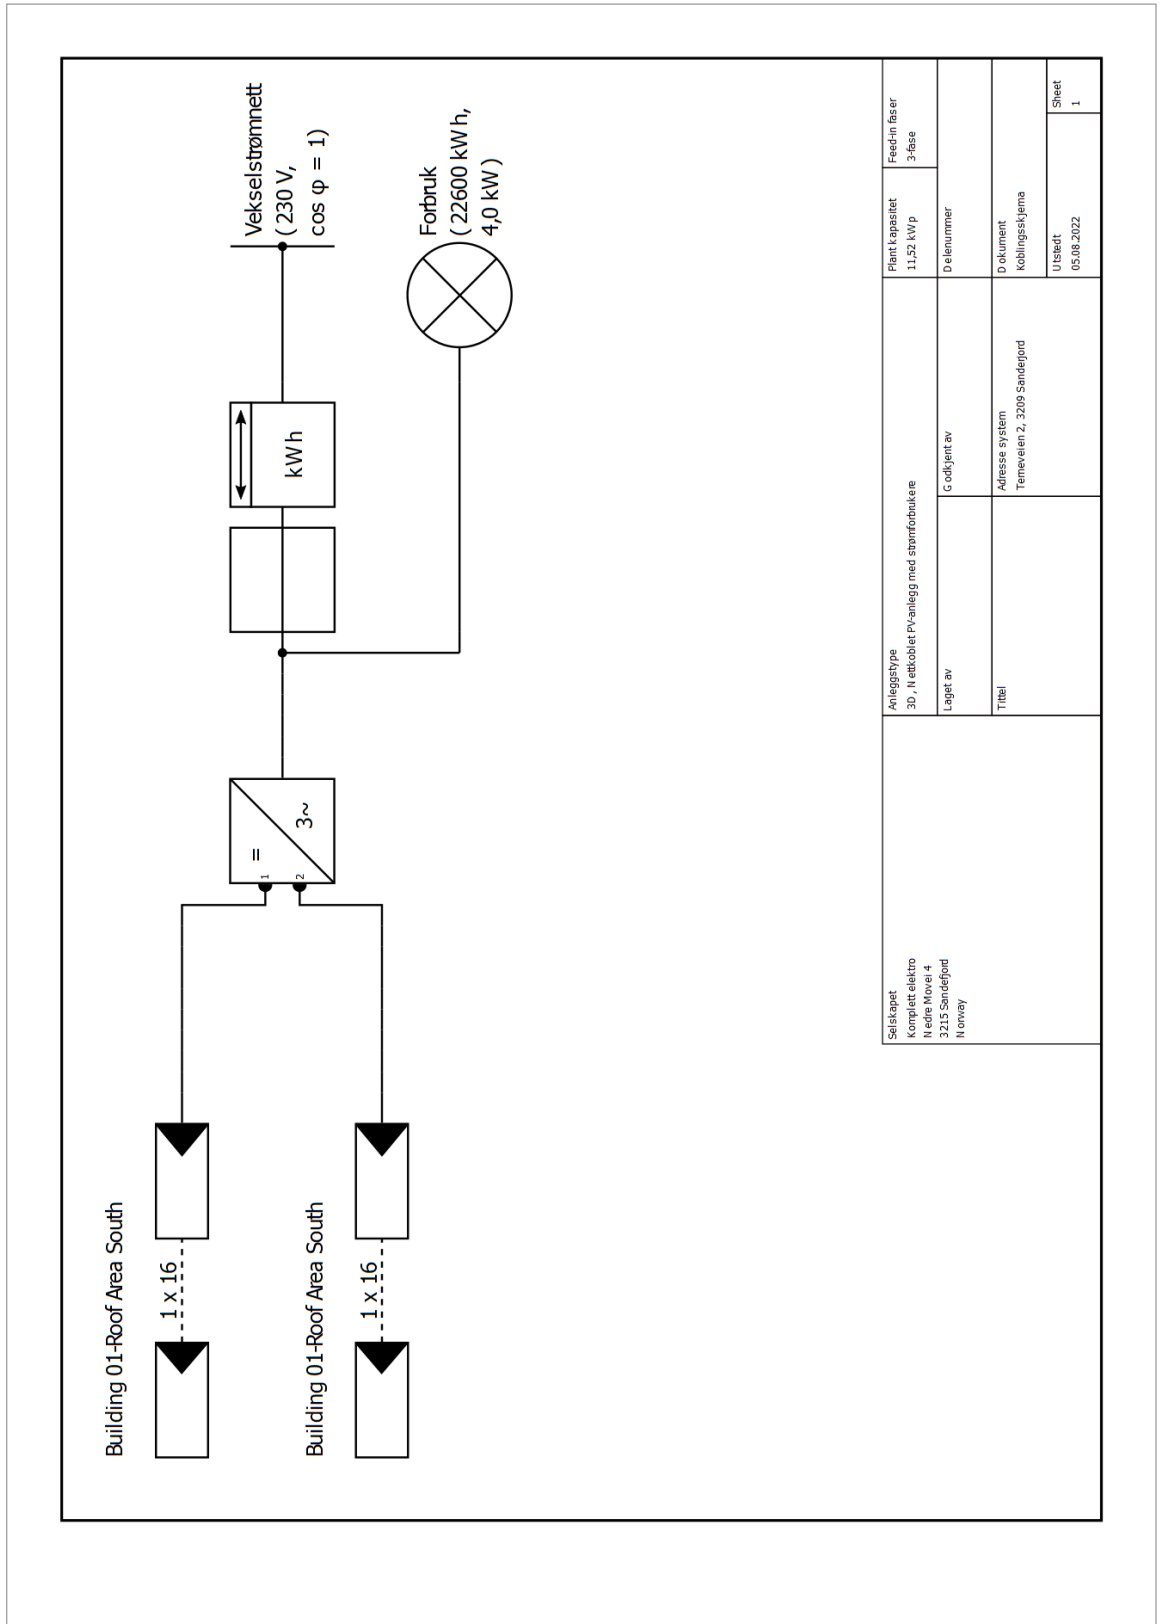 Building 01-Roof Area South
1 x 16
Building 01-Roof Area South
1 x 16
=
3~
1
2
kWh
Vekselstrømnett
(230 V,
cos φ = 1)
Forbruk
(22600 kWh,
4,0 kW)
Selskapet
Komplett elektro
Nedre Movei 4
3215 Sandefjord
Norway
Anleggstype
3D, Nettkoblet PV-anlegg med strømforbrukere
Plant kapasitet
11,52 kWp
Feed-in faser
3-fase
Laget av
Godkjent av
Delenummer
Tittel
Adresse system
Terneveien 2, 3209 Sandefjord
Dokument
Koblingsskjema
Utstedt
05.08.2022
Sheet
1